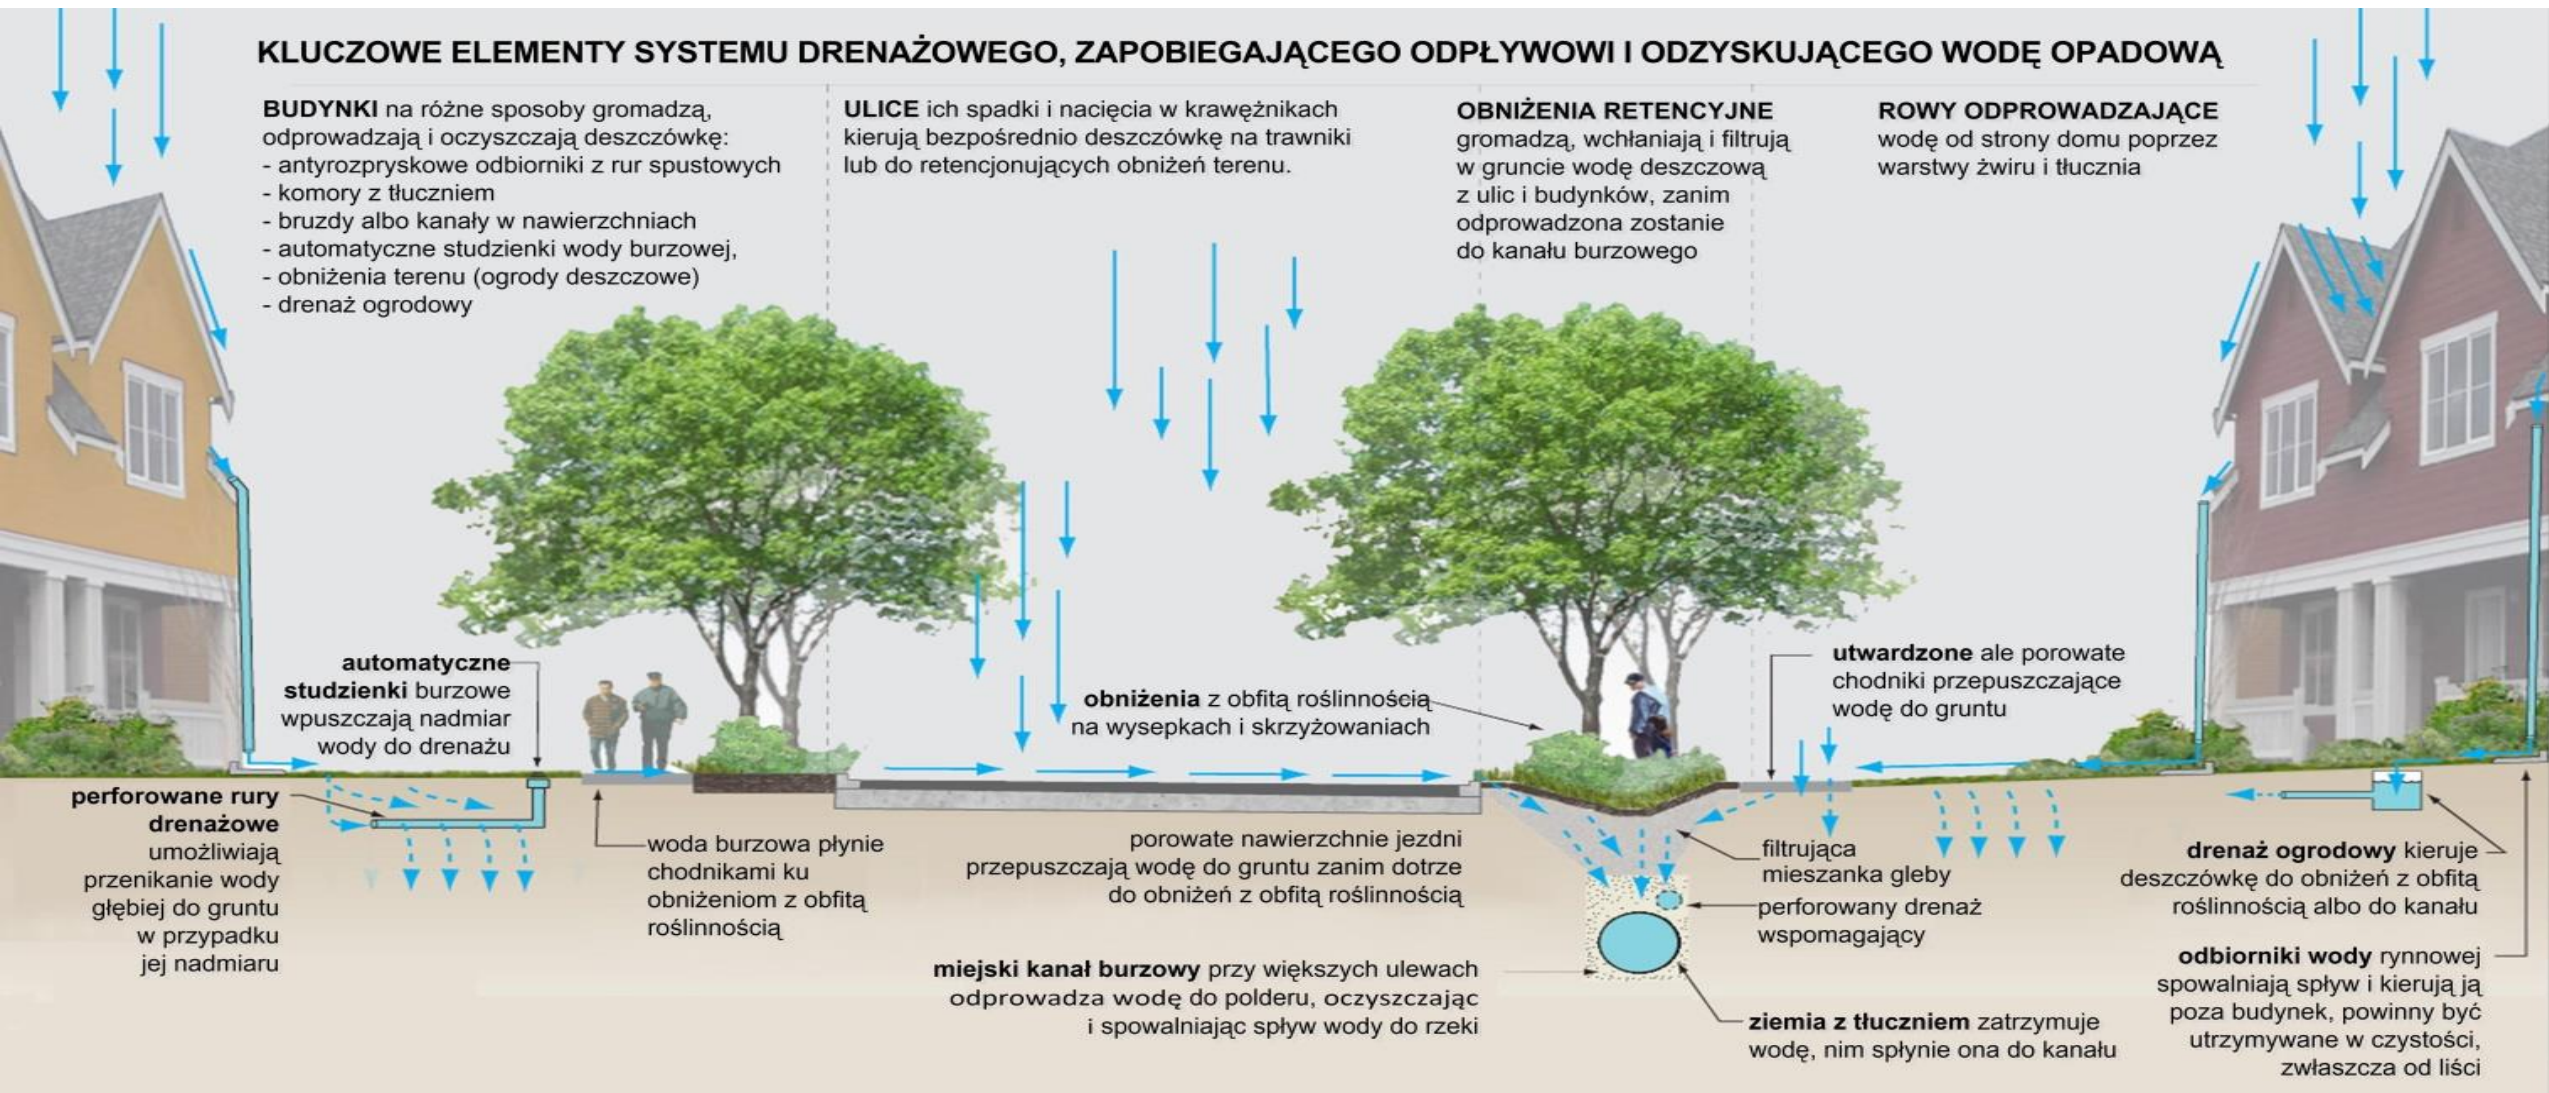 KLUCZOWE ELEMENTY SYSTEMU DRENAŻOWEGO, ZAPOBIEGAJĄCEGO ODPŁYWOWI I ODZYSKUJĄCEGO WODĘ OPADOWĄ
BUDYNKI na różne sposoby gromadzą,
odprowadzają i oczyszczają deszczówkę:
- antyrozpryskowe odbiorniki z rur spustowych
- komory z tłuczniem
- bruzdy albo kanały w nawierzchniach
- automatyczne studzienki wody burzowej,
- obniżenia terenu (ogrody deszczowe)
- drenaż ogrodowy
ULICE ich spadki i nacięcia w krawężnikach
kierują bezpośrednio deszczówkę na trawniki
lub do retencjonujących obniżeń terenu.
OBNIŻENIA RETENCYJNE
gromadzą, wchłaniają i filtrują
w gruncie wodę deszczową
z ulic i budynków, zanim
odprowadzona zostanie
do kanału burzowego
ROWY ODPROWADZAJĄCE
wodę od strony domu poprzez
warstwy żwiru i tłucznia
automatyczne
studzienki burzowe
wpuszczają nadmiar
wody do drenażu
obniżenia z obfitą roślinnością
na wysepkach i skrzyżowaniach
utwardzone ale porowate
chodniki przepuszczające
wodę do gruntu
perforowane rury
drenażowe
umożliwiają
przenikanie wody
głębiej do gruntu
w przypadku
jej nadmiaru
woda burzowa płynie
chodnikami ku
obniżeniom z obfitą
roślinnością
porowate nawierzchnie jezdni
przepuszczają wodę do gruntu zanim dotrze
do obniżeń z obfitą roślinnością
miejski kanał burzowy przy większych ulewach
odprowadza wodę do polderu, oczyszczając
i spowalniając spływ wody do rzeki
filtrująca
mieszanka gleby
perforowany drenaż
wspomagający
ziemia z tłuczniem zatrzymuje
wodę, nim spłynie ona do kanału
drenaż ogrodowy kieruje
deszczówkę do obniżeń z obfitą
roślinnością albo do kanału
odbiorniki wody rynnowej
spowalniają spływ i kierują ją
poza budynek, powinny być
utrzymywane w czystości,
zwłaszcza od liści